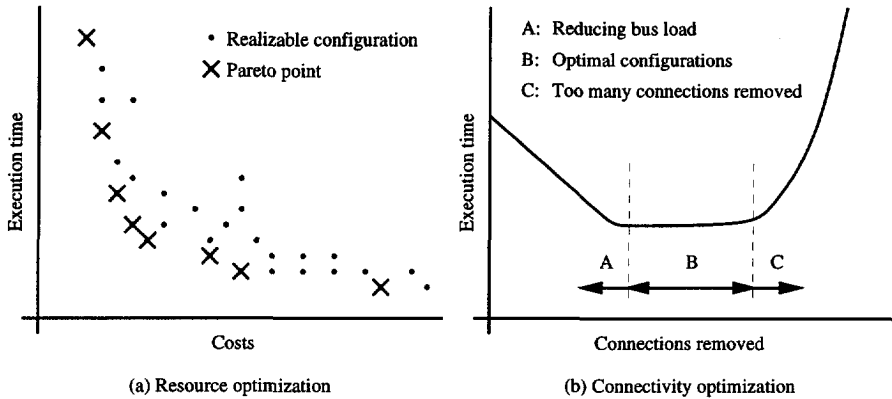 Execution time
Realizable configuration
Pareto point
Costs
(a) Resource optimization
Execution time
A: Reducing bus load
B: Optimal configurations
C: Too many connections removed
A
B
C
Connections removed
(b) Connectivity optimization